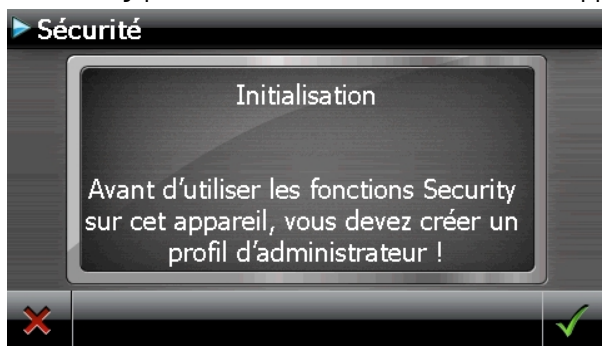 Sécurité
Initialisation
Avant d'utiliser les fonctions Security
sur cet appareil, vous devez créer un
profil d'administrateur !